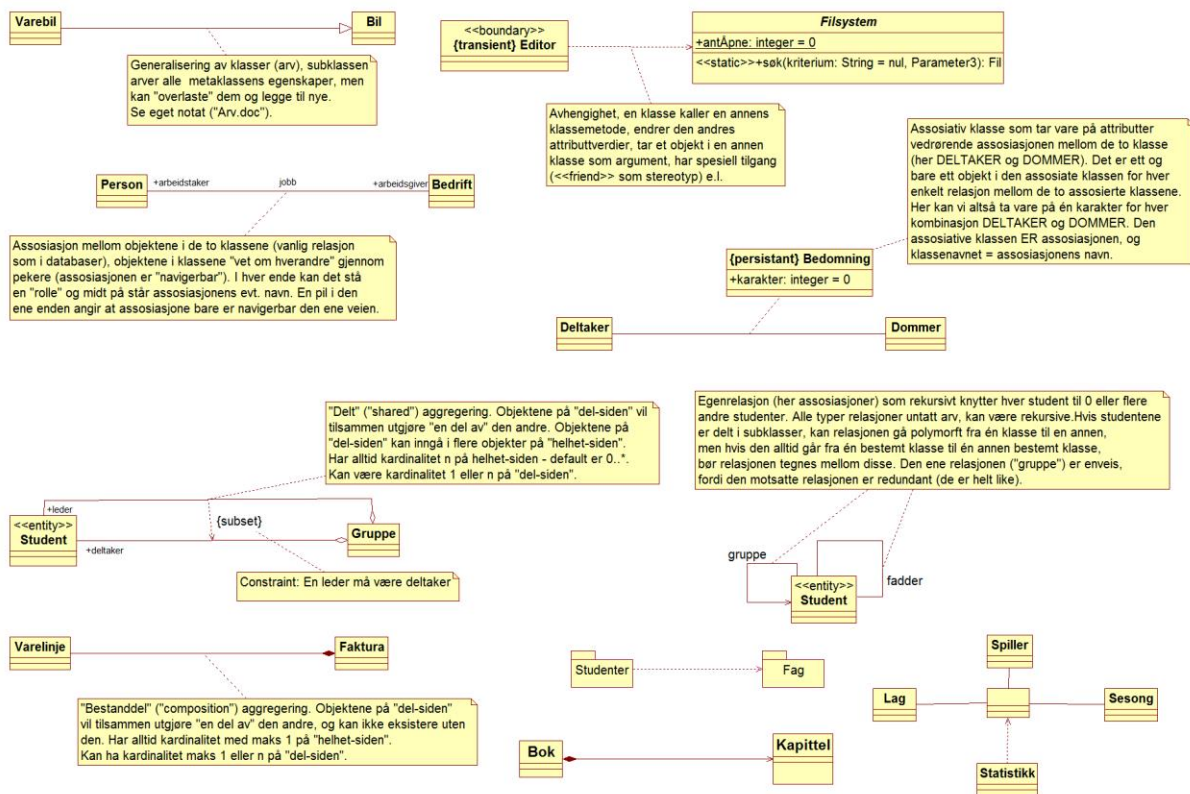 Varebil
Bil
Generalisering av klasser (arv), subklassen
arver alle metaklassens egenskaper, men
kan "overlaste" dem og legge til nye.
Se eget notat ("Arv.doc").
<<boundary>>
{transient} Editor
Filsystem
+antÅpne: integer = 0
<<static>>+søk(kriterium: String = nul, Parameter3): Fil
Avhengighet, en klasse kaller en annens
klassemetode, endrer den andres
attributtverdier, tar et objekt i en annen
klasse som argument, har spesiell tilgang
(<<friend>> som stereotyp) e.l.
Assosiativ klasse som tar vare på attributter
vedrørende assosiasjonen mellom de to klasse
(her DELTAKER og DOMMER). Det er ett og
bare ett objekt i den assosiate klassen for hver
enkelt relasjon mellom de to assosierte klassene.
Her kan vi altså ta vare på én karakter for hver
kombinasjon DELTAKER og DOMMER. Den
assosiative klassen ER assosiasjonen, og
klassenavnet = assosiasjonens navn.
Person
+arbeidstaker
jobb
+arbeidsgiver
Bedrift
Assosiasjon mellom objektene i de to klassene (vanlig relasjon
som i databaser), objektene i klassene "vet om hverandre" gjennom
pekere (assosiasjonen er "navigerbar"). I hver ende kan det stå
en "rolle" og midt på står assosiasjonens evt. navn. En pil i den
ene enden angir at assosiasjone bare er navigerbar den ene veien.
{persistant} Bedomning
+karakter: integer = 0
Deltaker
Dommer
"Delt" ("shared") aggregering. Objektene på "del-siden" vil
tilsammen utgjøre "en del av" den andre. Objektene på
"del-siden" kan inngå i flere objekter på "helhet-siden".
Har alltid kardinalitet n på helhet-siden - default er 0..*.
Kan være kardinalitet 1 eller n på "del-siden".
+leder
<<entity>>
Student
+deltaker
{subset}
Gruppe
Constraint: En leder må være deltaker
Egenrelasjon (her assosiasjoner) som rekursivt knytter hver student til 0 eller flere
andre studenter. Alle typer relasjoner untatt arv, kan være rekursive.Hvis studentene
er delt i subklasser, kan relasjonen gå polymorft fra én klasse til en annen,
men hvis den alltid går fra én bestemt klasse til én annen bestemt klasse,
bør relasjonen tegnes mellom disse. Den ene relasjonen ("gruppe") er enveis,
fordi den motsatte relasjonen er redundant (de er helt like).
gruppe
<<entity>>
Student
fadder
Varelinje
Faktura
"Bestanddel" ("composition") aggregering. Objektene på "del-siden"
vil tilsammen utgjøre "en del av" den andre, og kan ikke eksistere uten
den. Har alltid kardinalitet med maks 1 på "helhet-siden".
Kan ha kardinalitet maks 1 eller n på "del-siden".
Studenter
Fag
Bok
Kapittel
Spiller
Lag
Sesong
Statistikk